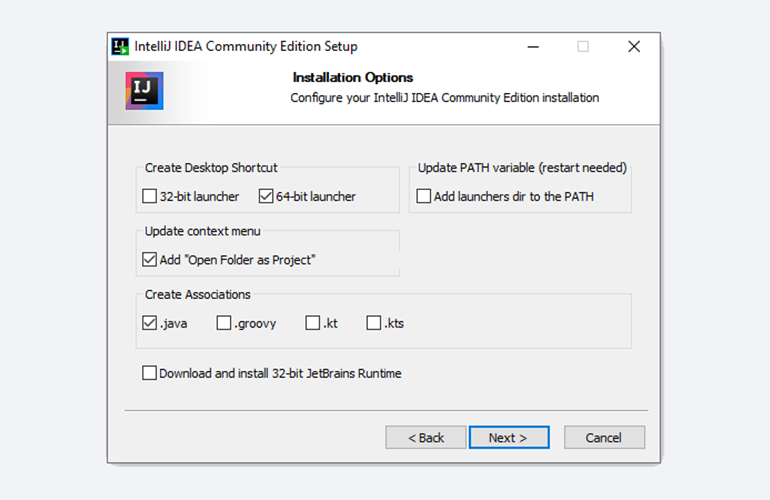 IntelliJ IDEA Community Edition Setup
IJ
Installation Options
Configure your IntelliJ IDEA Community Edition installation
Create Desktop Shortcut
32-bit launcher
64-bit launcher
Update PATH variable (restart needed)
Add launchers dir to the PATH
Update context menu
Add "Open Folder as Project"
Create Associations
.java
.groovy
.kt
.kts
Download and install 32-bit JetBrains Runtime
< Back
Next >
Cancel